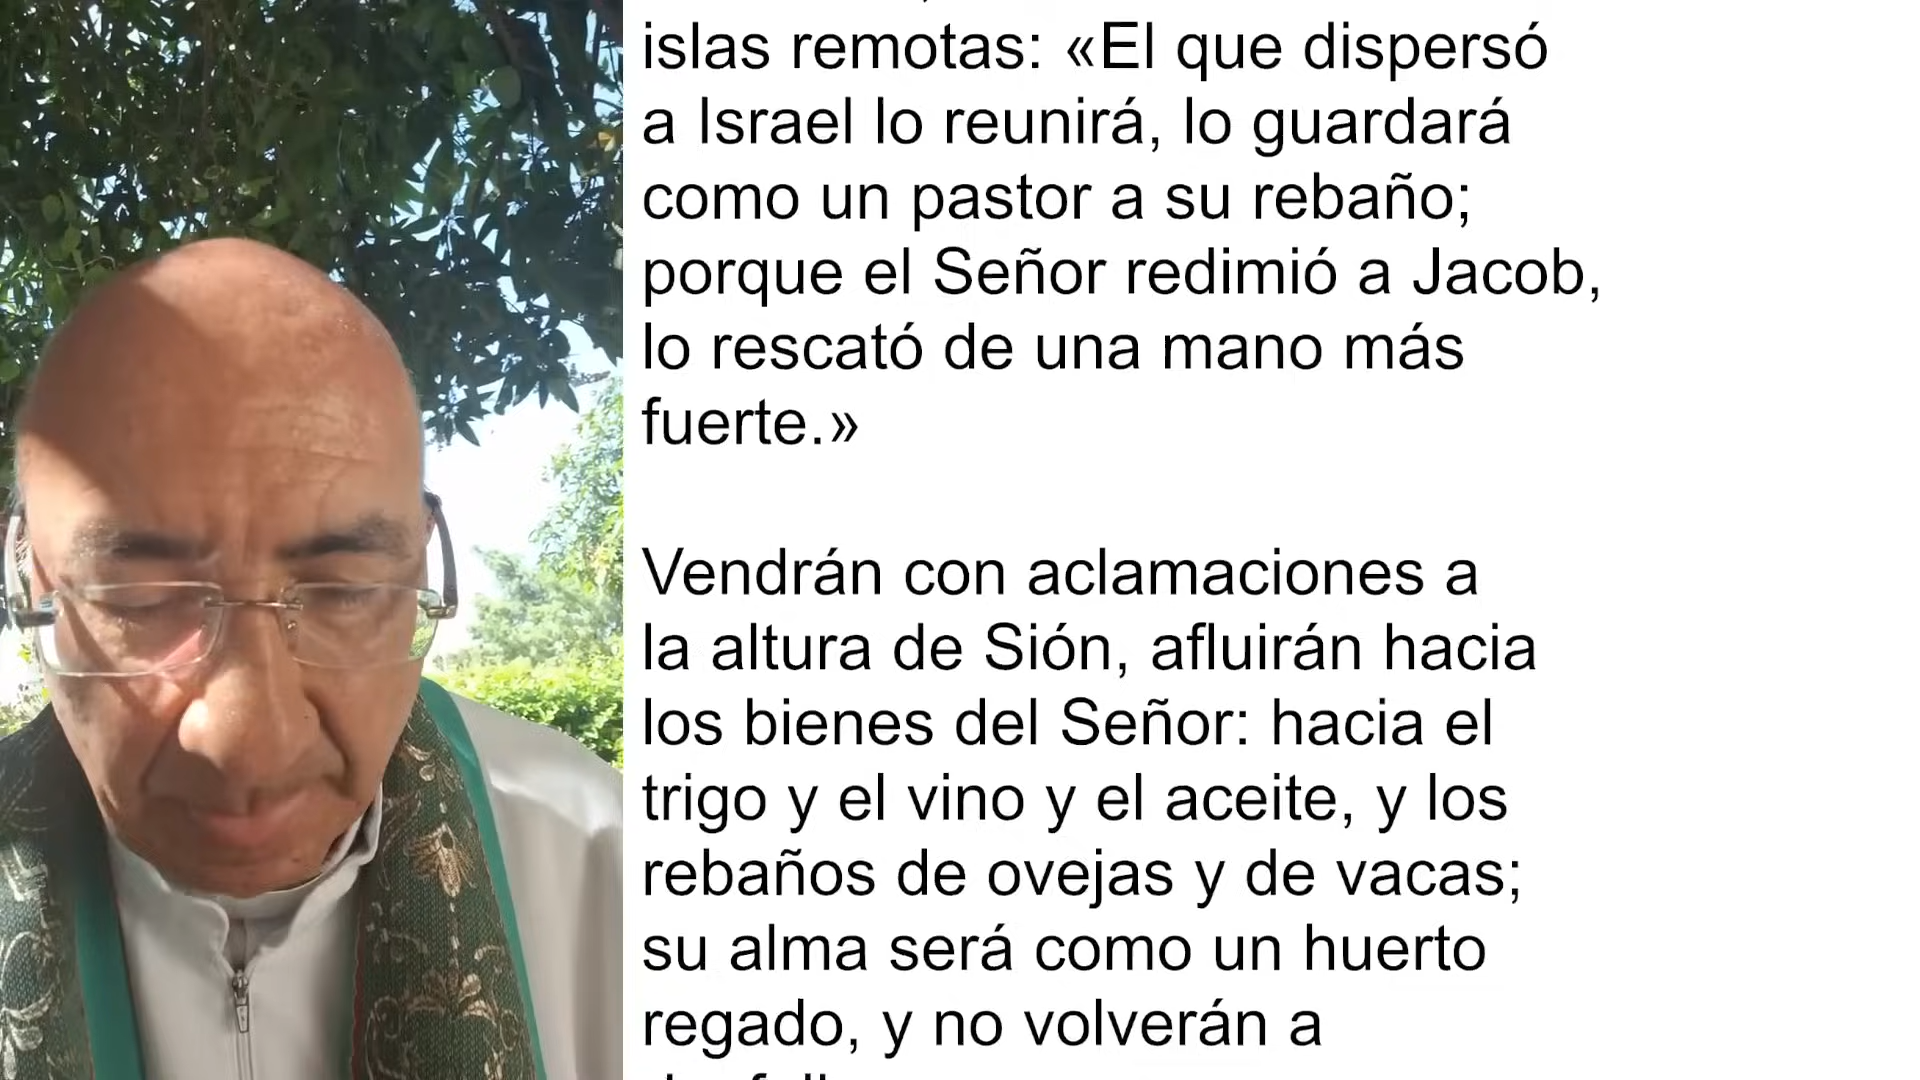 islas remotas: «El que dispersó
a Israel lo reunirá, lo guardará
como un pastor a su rebaño;
porque el Señor redimió a Jacob,
lo rescató de una mano más
fuerte.»
Vendrán con aclamaciones a
la altura de Sión, afluirán hacia
los bienes del Señor: hacia el
trigo y el vino y el aceite, y los
rebaños de ovejas y de vacas;
su alma será como un huerto
regado, y no volverán a